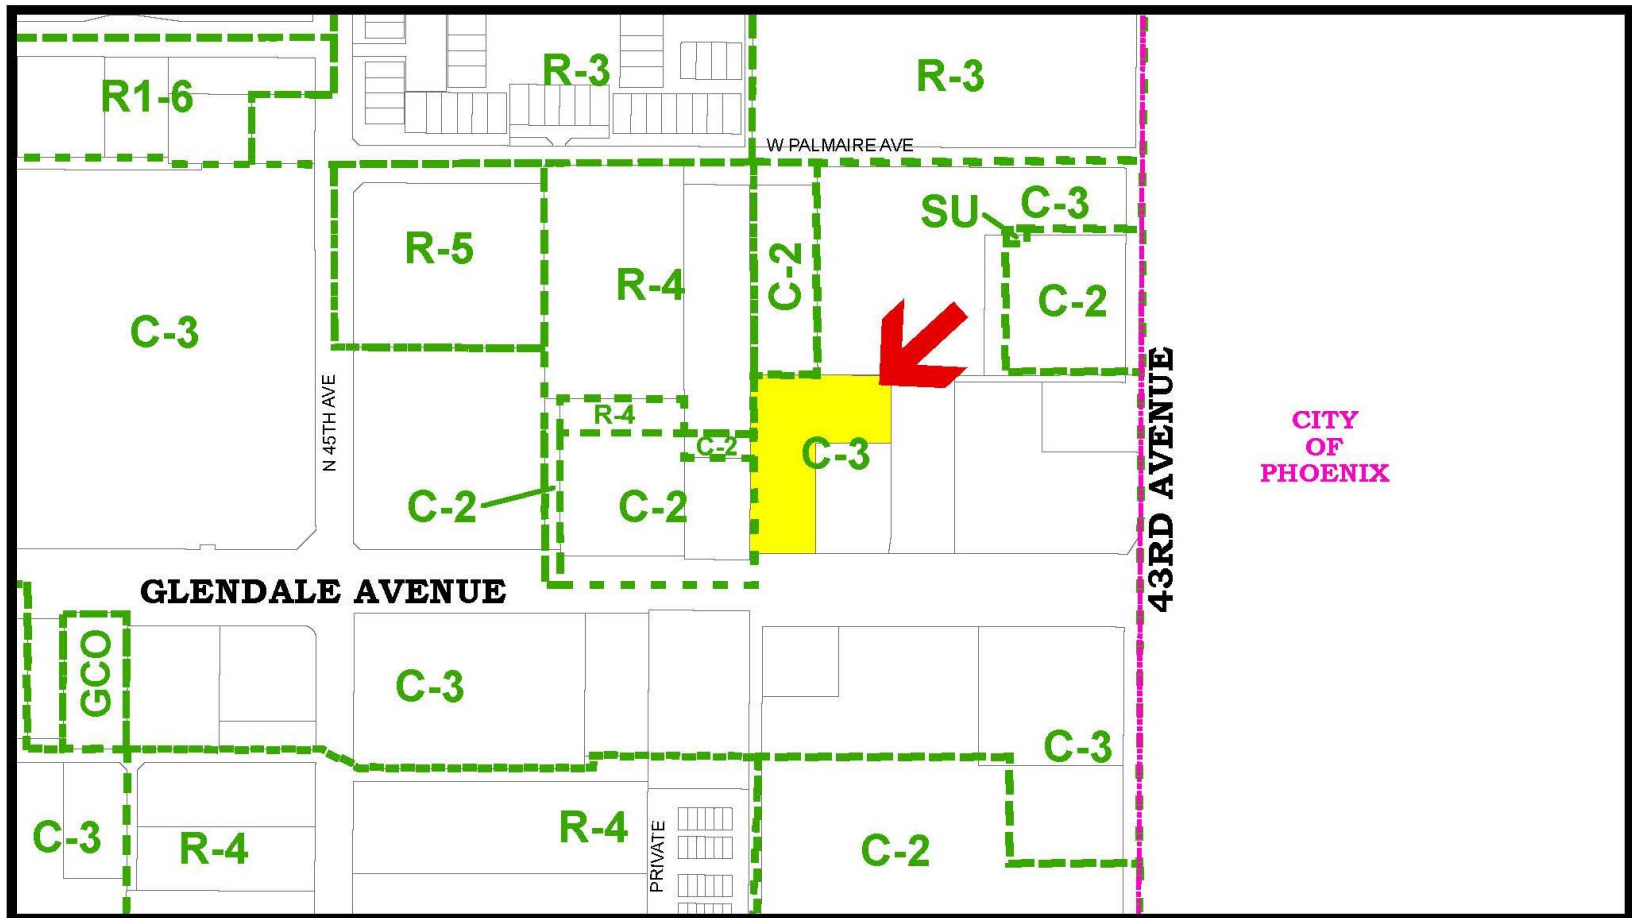 R-3
R-3
R1-6
W PALMAIRE AVE
SU
C-3
R-5
R-4
C-2
C-2
C-3
N 45TH AVE
R-4
C-2
C-3
C-2
C-2
43RD AVENUE
CITY
OF
PHOENIX
GLENDALE AVENUE
GCO
C-3
C-3
C-3
R-4
R-4
PRIVATE
C-2